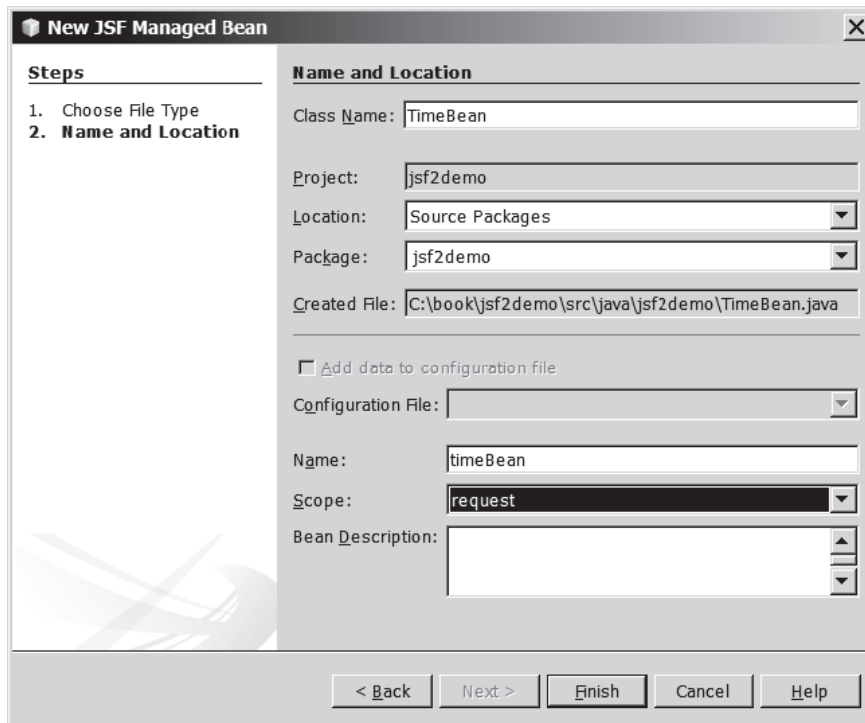 New JSF Managed Bean
Steps
1. Choose File Type
2. Name and Location
Name and Location
Class Name: TimeBean
Project: jsf2demo
Location: Source Packages
Package: jsf2demo
Created File: C:\book\jsf2demo\src\java\jsf2demo\TimeBean.java
Add data to configuration file
Configuration File:
Name: timeBean
Scope: request
Bean Description:
< Back Next > Finish Cancel Help